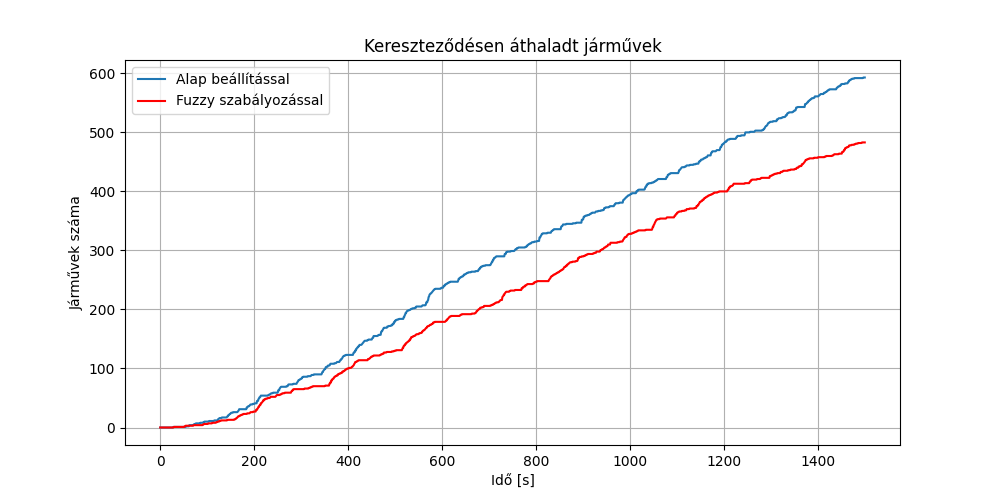 Kereszteződésen áthaladt járművek
Alap beállítással
Fuzzy szabályozással
Járművek száma
600
500
400
300
200
100
0
0 200 400 600 800 1000 1200 1400
Idő [s]